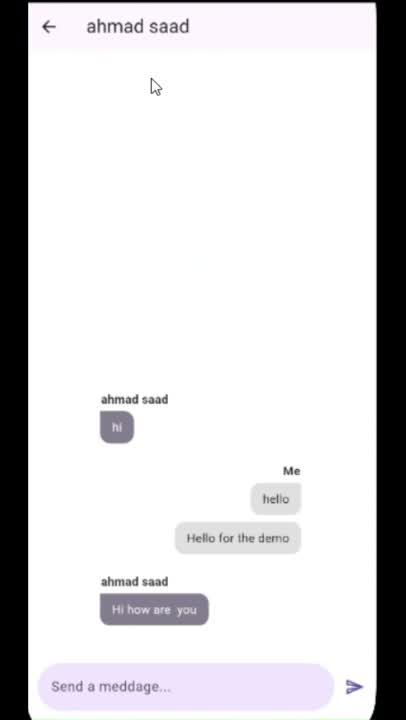 ahmad saad
ahmad saad
hi
Me
hello
Hello for the demo
ahmad saad
Hi how are  you
Send a meddage...